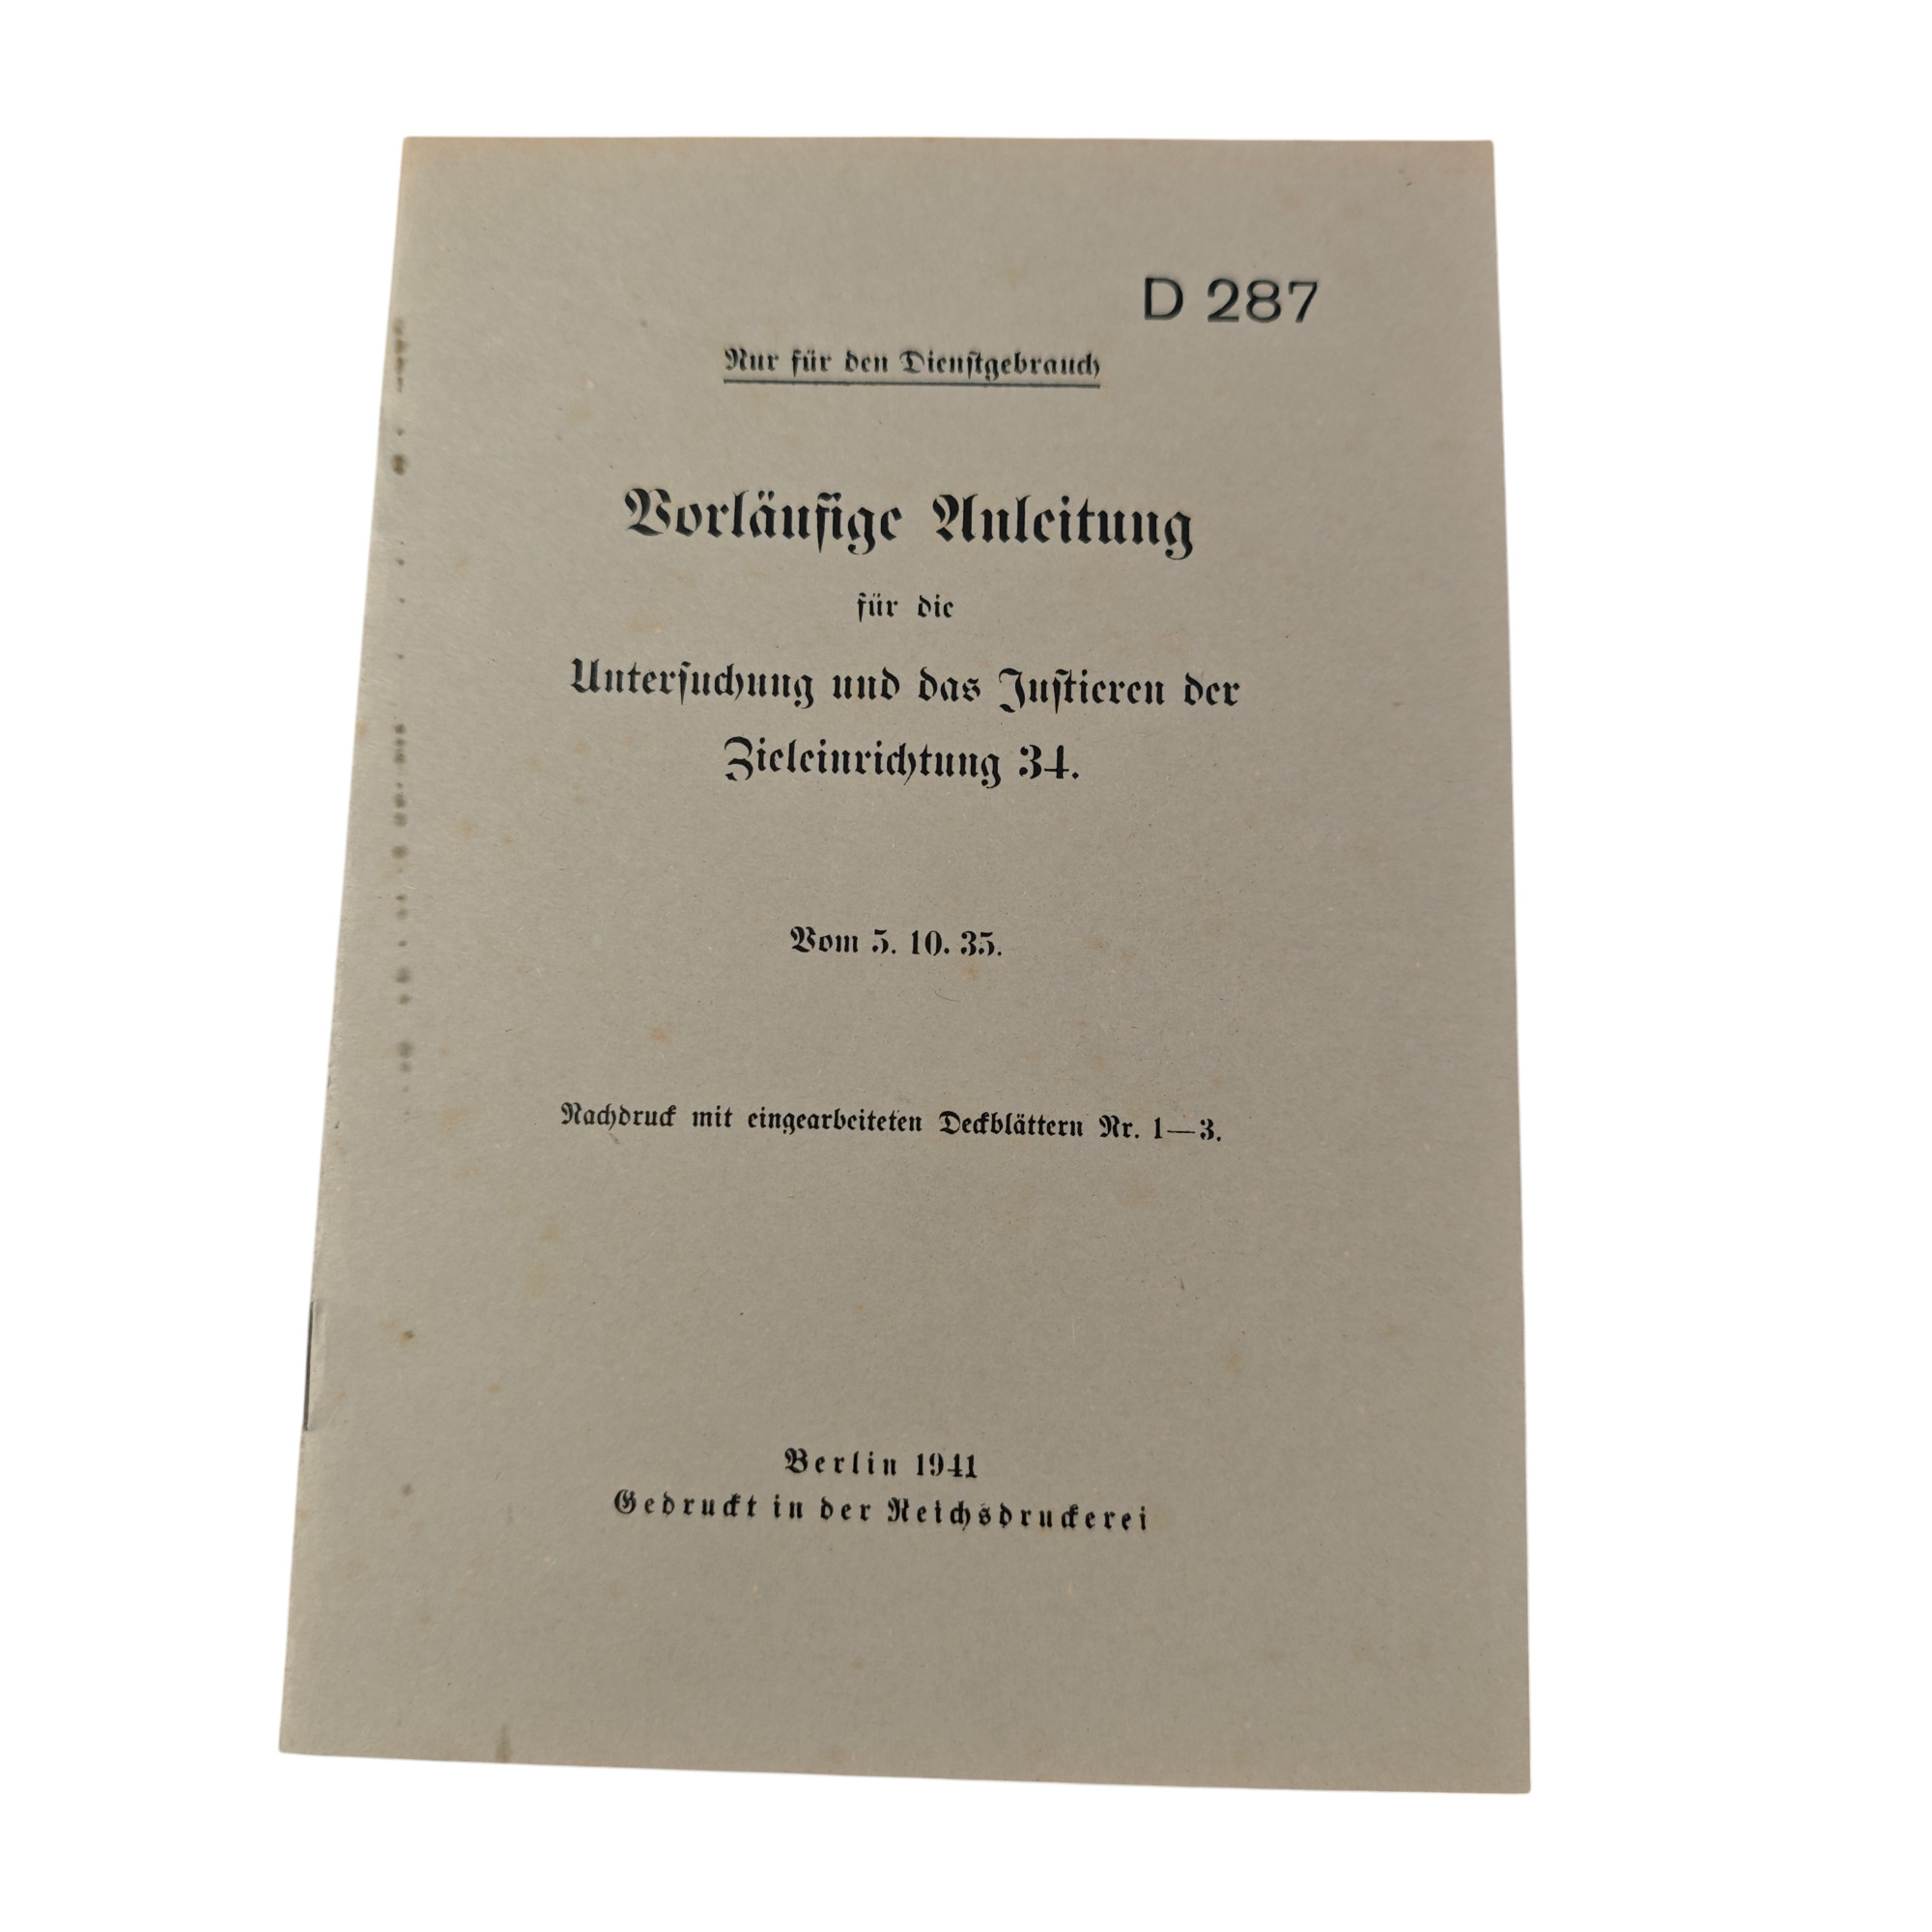 D 287
Nur für den Dienstgebrauch
Vorläufige Anleitung
für die
Untersuchung und das Justieren der
Zieleinrichtung 34.
Vom 5. 10. 35.
Nachdruck mit eingearbeiteten Deckblättern Nr. 1—3.
Berlin 1941
Gedruckt in der Reichsdruckerei